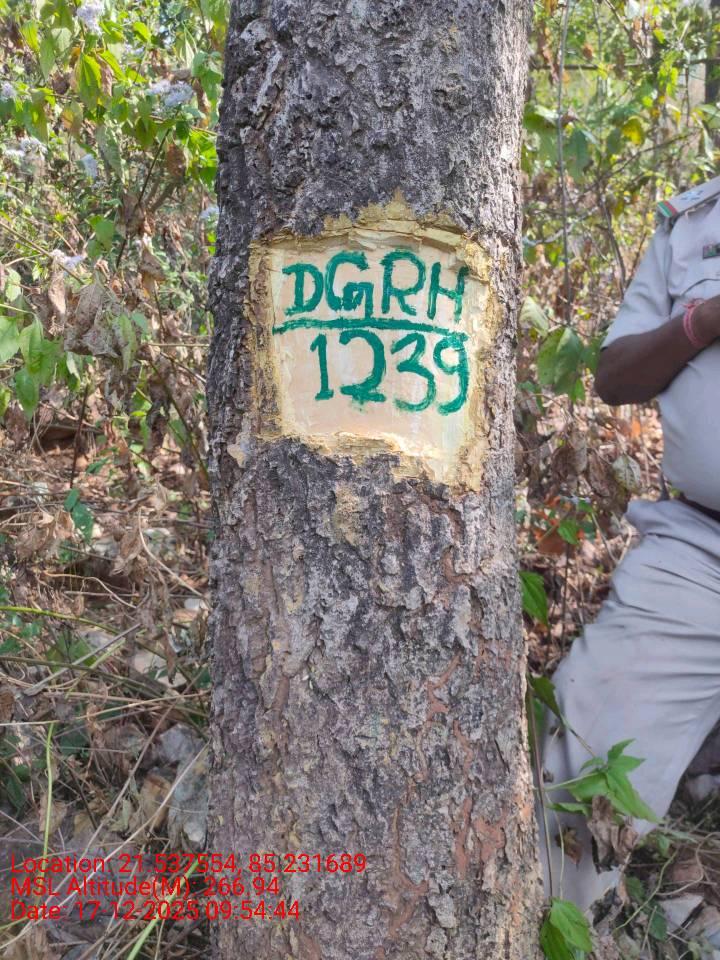 DGRH
1239
Location: 21.537554, 85.231689
MSL Altitude(M): 266.94
Date: 17-12-2025 09:54:44